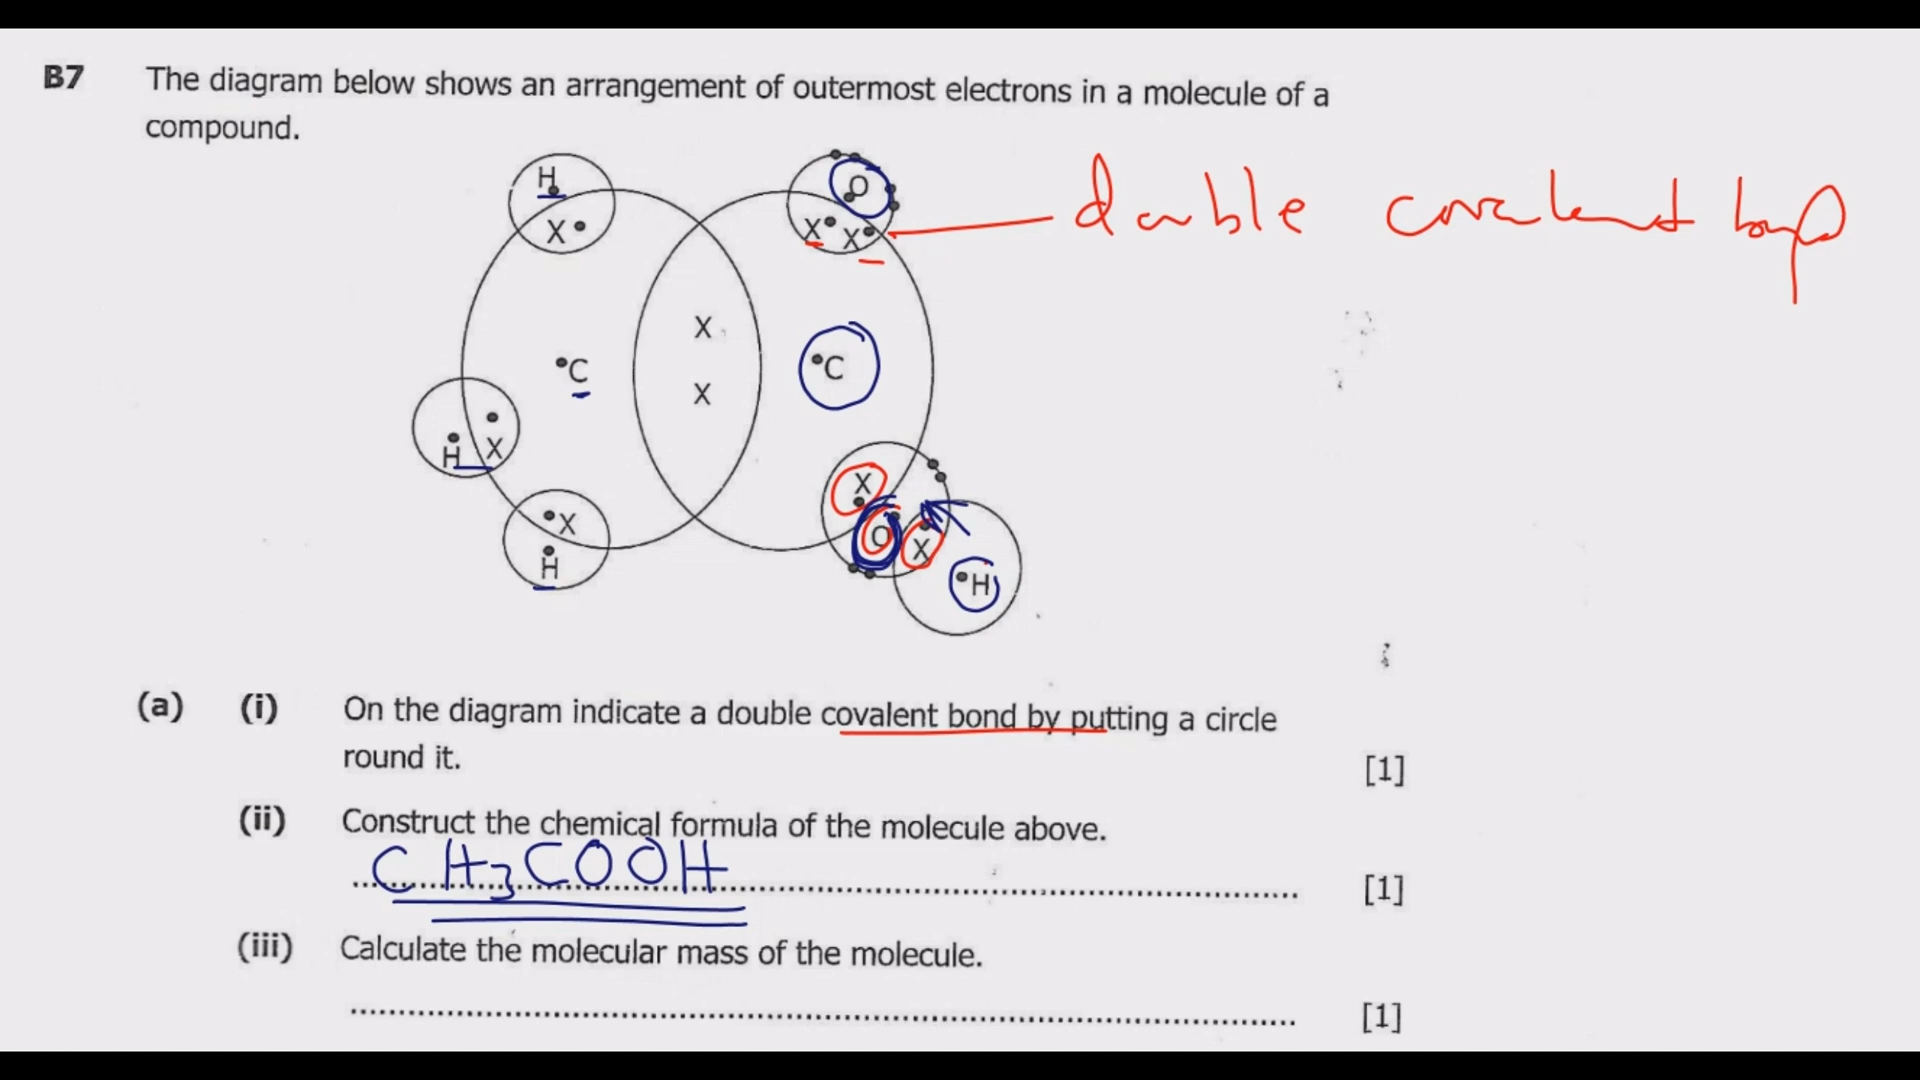 B7 The diagram below shows an arrangement of outermost electrons in a molecule of a
compound.
H O
X X X double covalent bond
X
C C
X
H X X
X O X
H H
(a) (i) On the diagram indicate a double covalent bond by putting a circle
round it. [1]
(ii) Construct the chemical formula of the molecule above.
CH3COOH [1]
(iii) Calculate the molecular mass of the molecule.
[1]